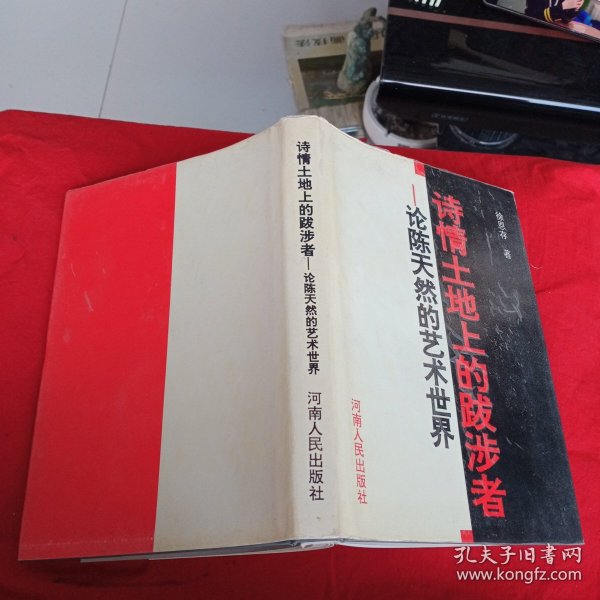 诗情土地上的跋涉者
—论陈天然的艺术世界
徐恩存 著
河南人民出版社
诗情土地上的跋涉者—论陈天然的艺术世界 河南人民出版社
孔夫子旧书网
www.kongfz.com